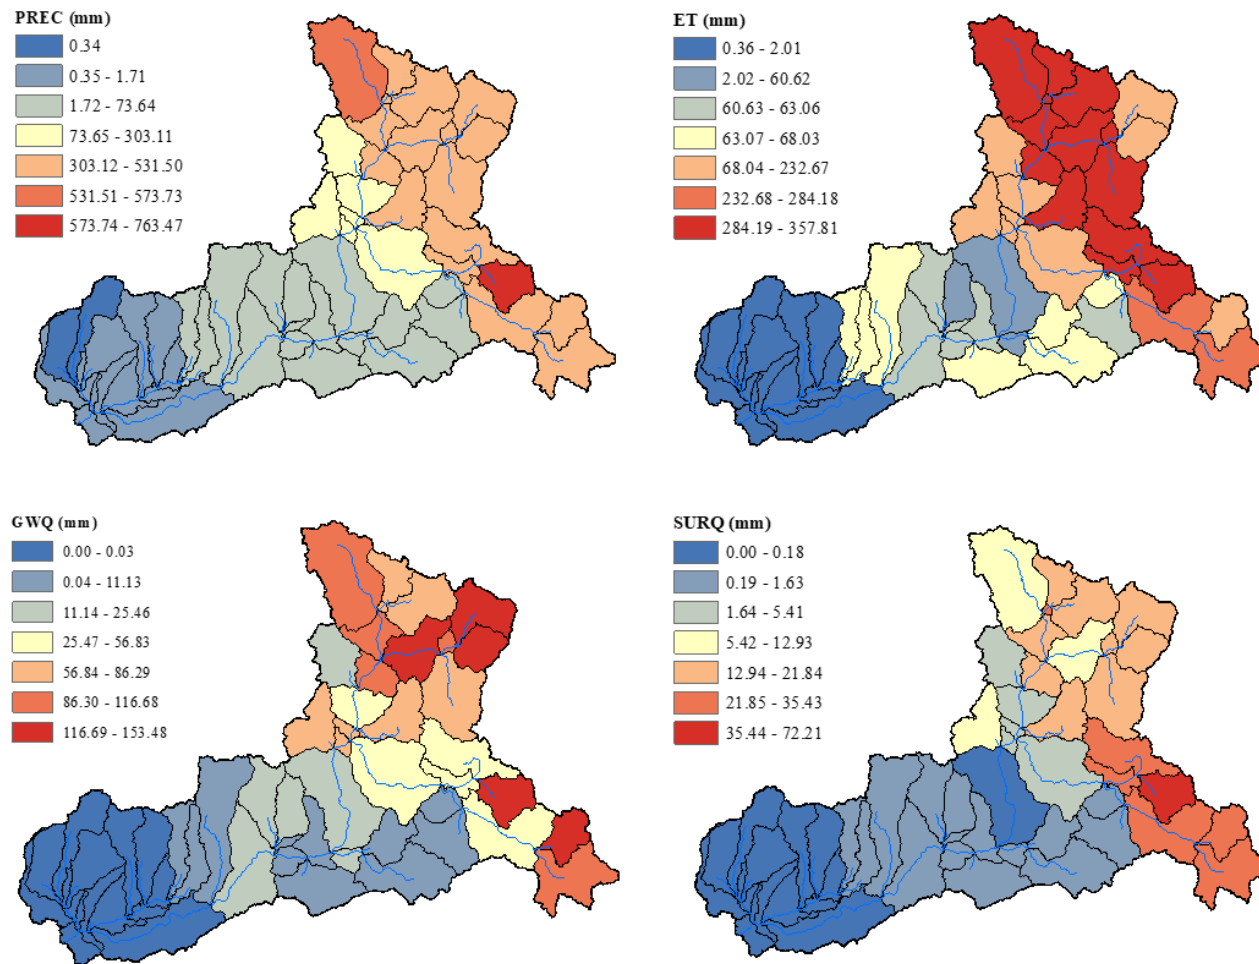 PREC (mm)
0.34
0.35 - 1.71
1.72 - 73.64
73.65 - 303.11
303.12 - 531.50
531.51 - 573.73
573.74 - 763.47
ET (mm)
0.36 - 2.01
2.02 - 60.62
60.63 - 63.06
63.07 - 68.03
68.04 - 232.67
232.68 - 284.18
284.19 - 357.81
GWQ (mm)
0.00 - 0.03
0.04 - 11.13
11.14 - 25.46
25.47 - 56.83
56.84 - 86.29
86.30 - 116.68
116.69 - 153.48
SURQ (mm)
0.00 - 0.18
0.19 - 1.63
1.64 - 5.41
5.42 - 12.93
12.94 - 21.84
21.85 - 35.43
35.44 - 72.21